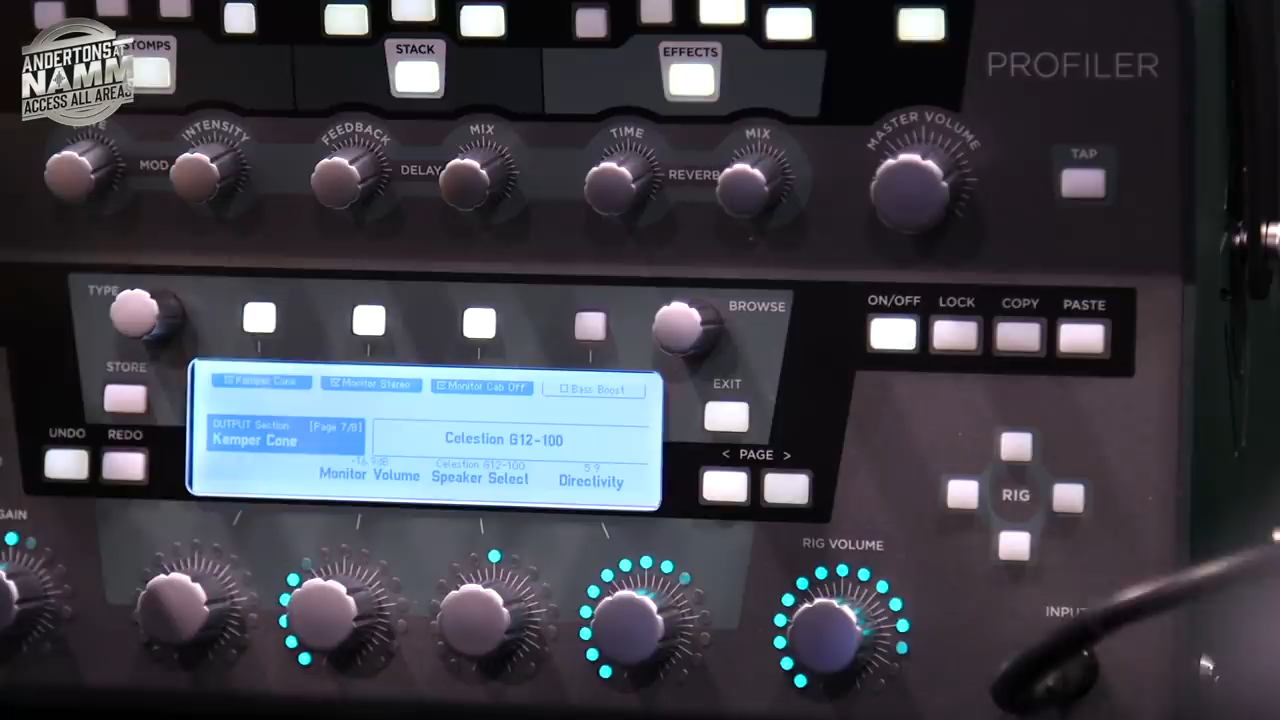 ANDERTONS AT
NAMM
ACCESS ALL AREAS
STACK
EFFECTS
PROFILER
INTENSITY
FEEDBACK
MIX
TIME
MIX
MASTER VOLUME
TAP
MOD
DELAY
REVERB
TYPE
BROWSE
ON/OFF
LOCK
COPY
PASTE
STORE
EXIT
UNDO
REDO
< PAGE >
Kemper Cone
Monitor Stereo
Monitor Cab Off
Bass Boost
OUTPUT Section [Page 7/8]
Kemper Cone
Celestion G12-100
-16.9dB
Celestion G12-100
5.9
Monitor Volume
Speaker Select
Directivity
RIG
GAIN
RIG VOLUME
INPUT